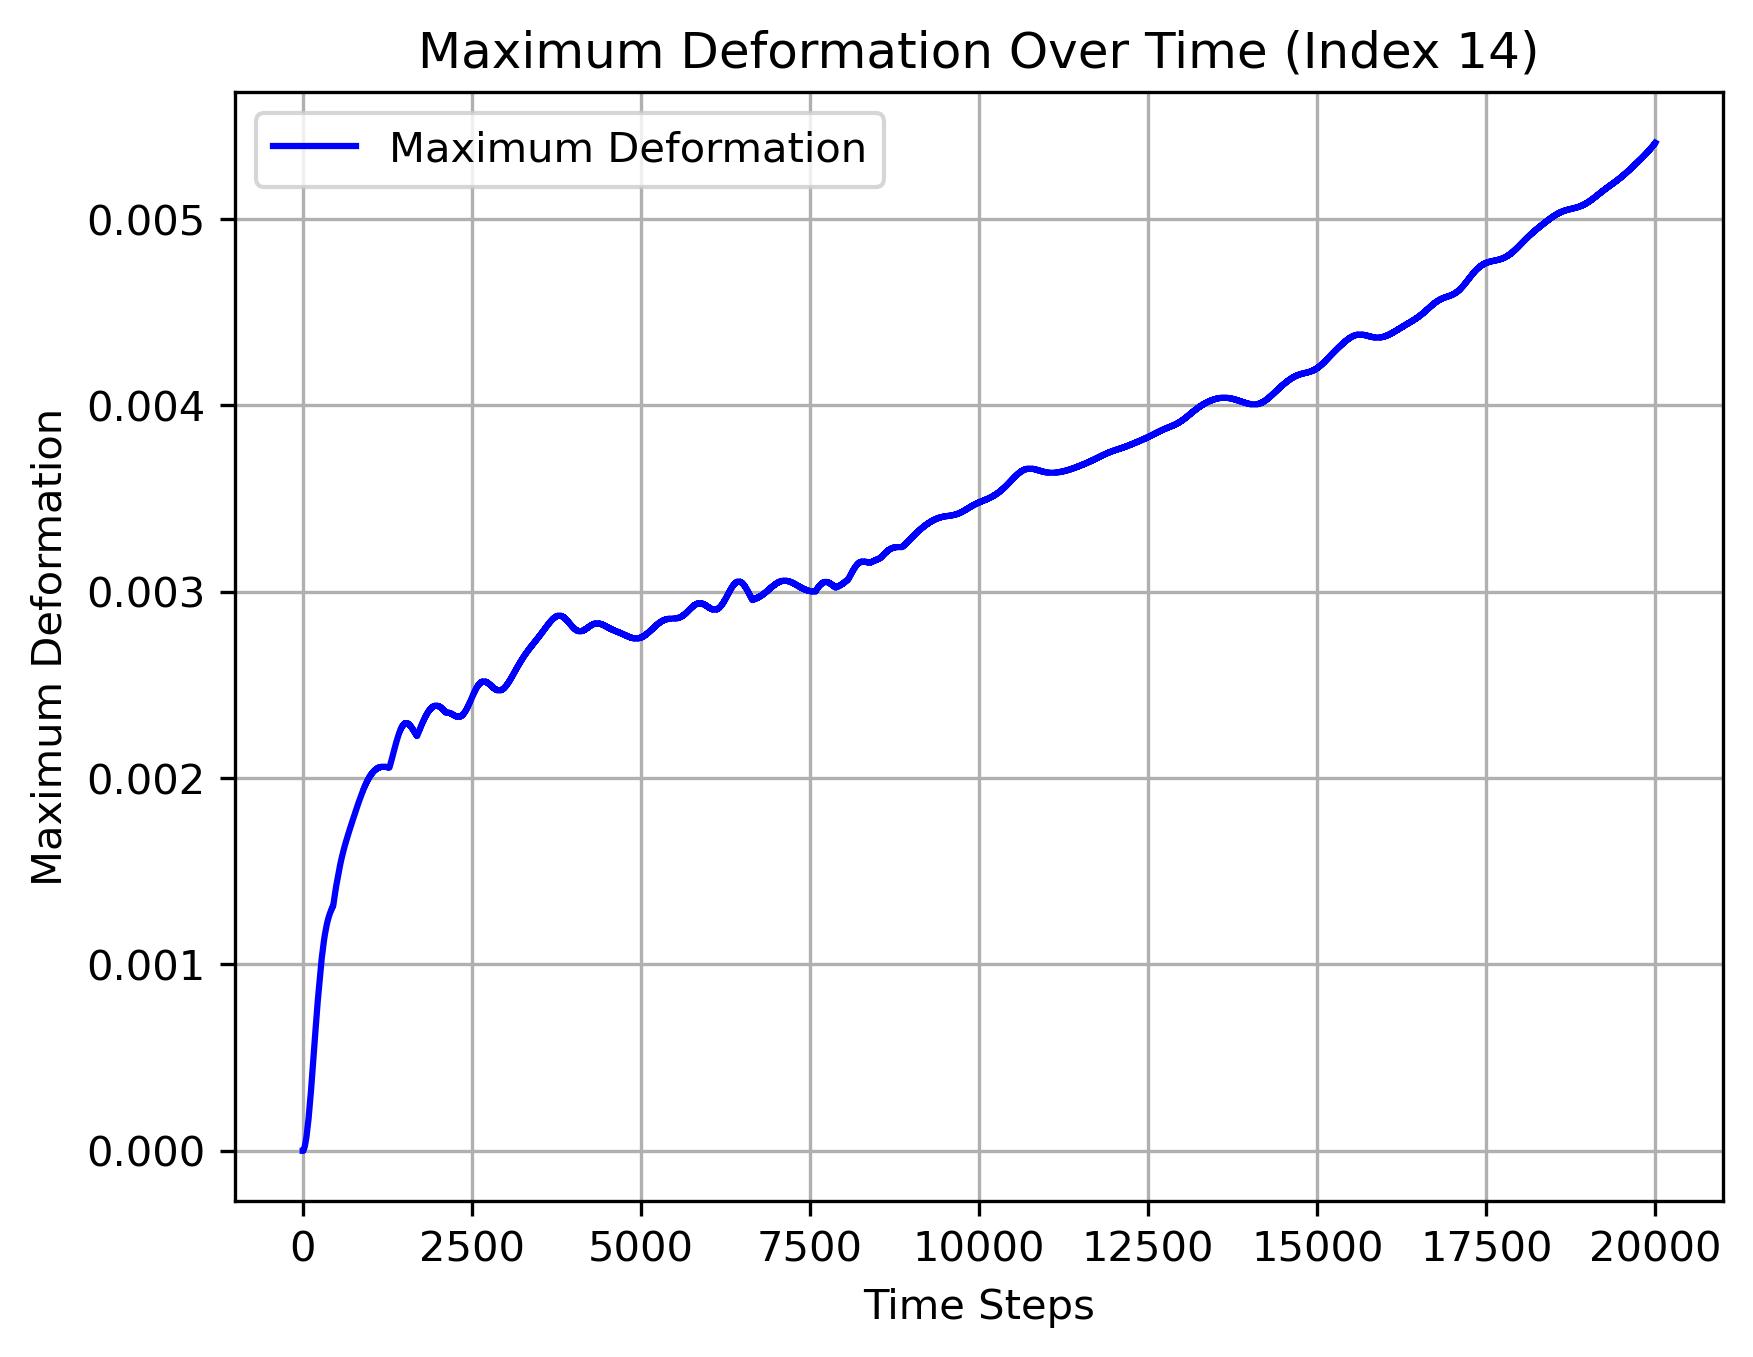 Maximum Deformation Over Time (Index 14)
Maximum Deformation
Maximum Deformation
0.005
0.004
0.003
0.002
0.001
0.000
0 2500 5000 7500 10000 12500 15000 17500 20000
Time Steps